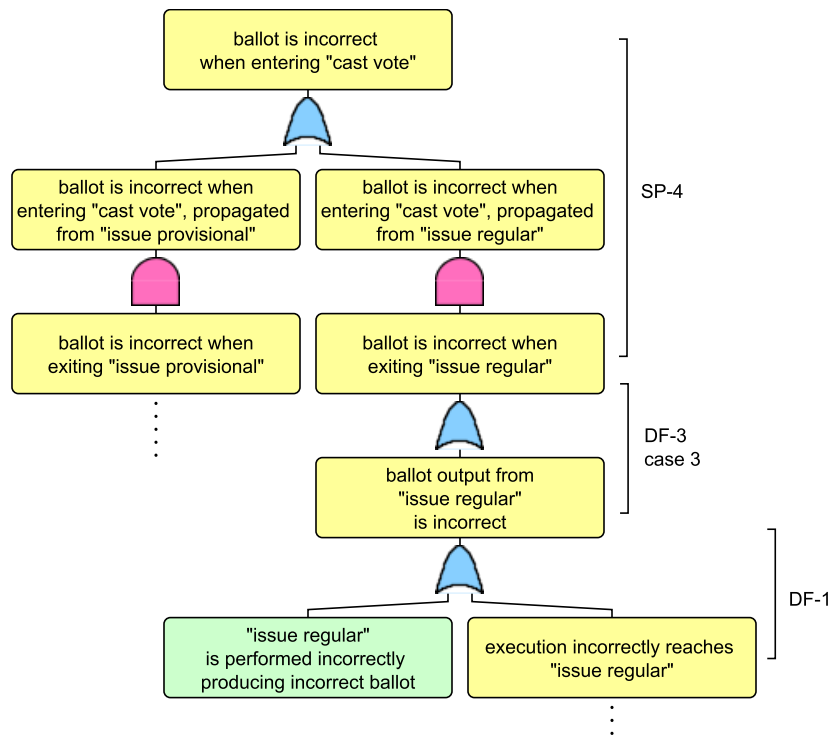 ballot is incorrect
when entering "cast vote"
ballot is incorrect when
entering "cast vote", propagated
from "issue provisional"
ballot is incorrect when
entering "cast vote", propagated
from "issue regular"
SP-4
ballot is incorrect when
exiting "issue provisional"
ballot is incorrect when
exiting "issue regular"
DF-3
case 3
ballot output from
"issue regular"
is incorrect
DF-1
"issue regular"
is performed incorrectly
producing incorrect ballot
execution incorrectly reaches
"issue regular"